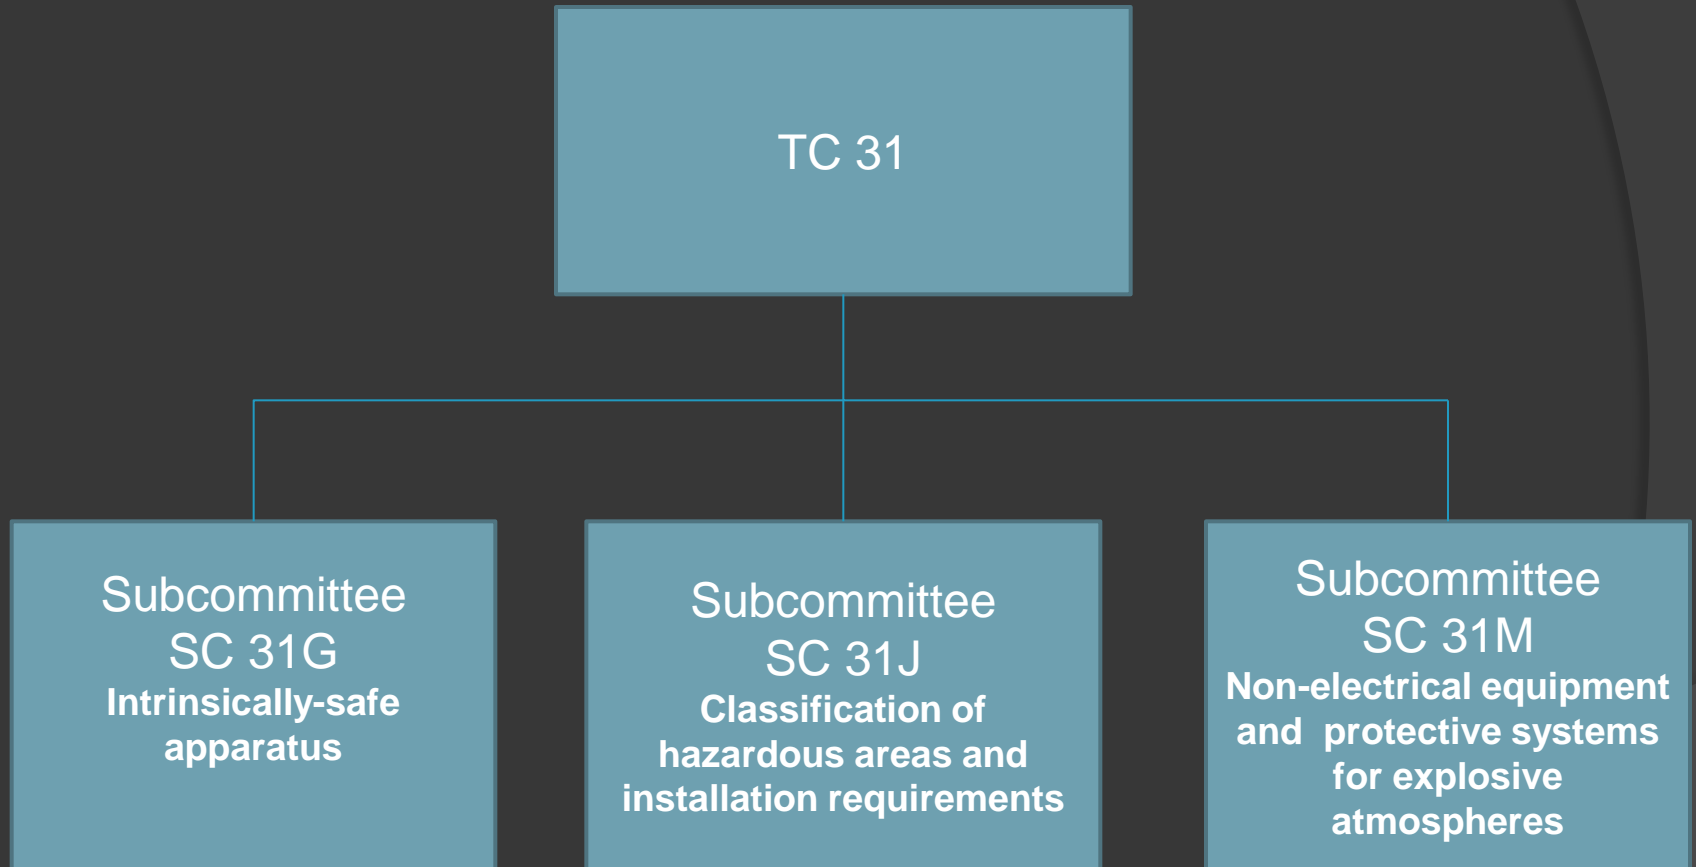 TC 31
Subcommittee
SC 31G
Intrinsically-safe
apparatus
Subcommittee
SC 31J
Classification of
hazardous areas and
installation requirements
Subcommittee
SC 31M
Non-electrical equipment
and protective systems
for explosive
atmospheres